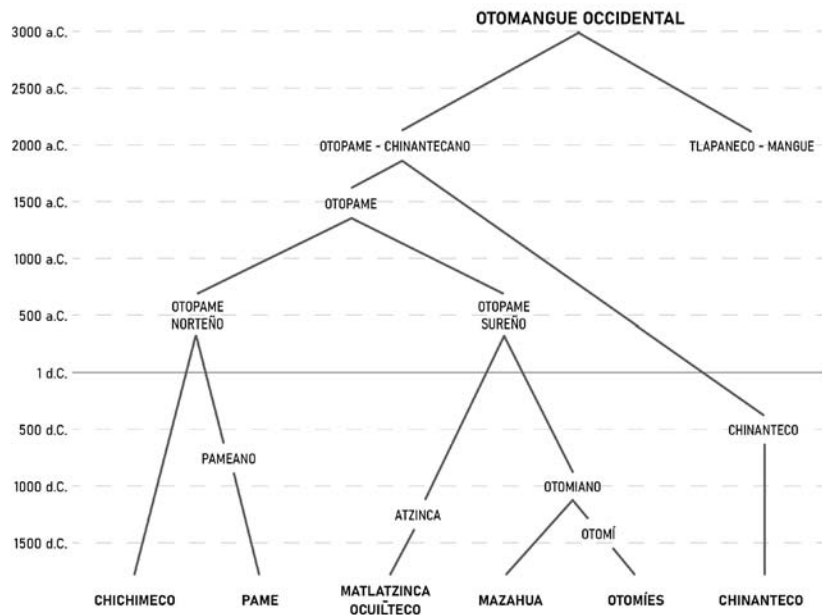 OTOMANGUE OCCIDENTAL
3000 a.C.
2500 a.C.
2000 a.C.
OTOPAME - CHINANTECANO
TLAPANECO - MANGUE
1500 a.C.
OTOPAME
1000 a.C.
500 a.C.
OTOPAME
NORTEÑO
OTOPAME
SUREÑO
1 d.C.
500 d.C.
CHINANTECO
PAMEANO
1000 d.C.
OTOMIANO
ATZINCA
OTOMÍ
1500 d.C.
CHICHIMECO
PAME
MATLATZINCA
-
OCUILTECO
MAZAHUA
OTOMÍES
CHINANTECO